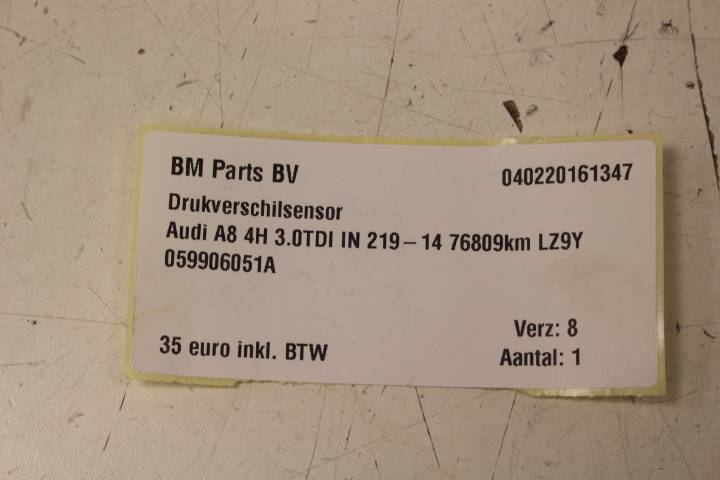 BM Parts BV 040220161347
Drukverschilsensor
Audi A8 4H 3.0TDI IN 219-14 76809km LZ9Y
059906051A
Verz: 8
35 euro inkl. BTW Aantal: 1